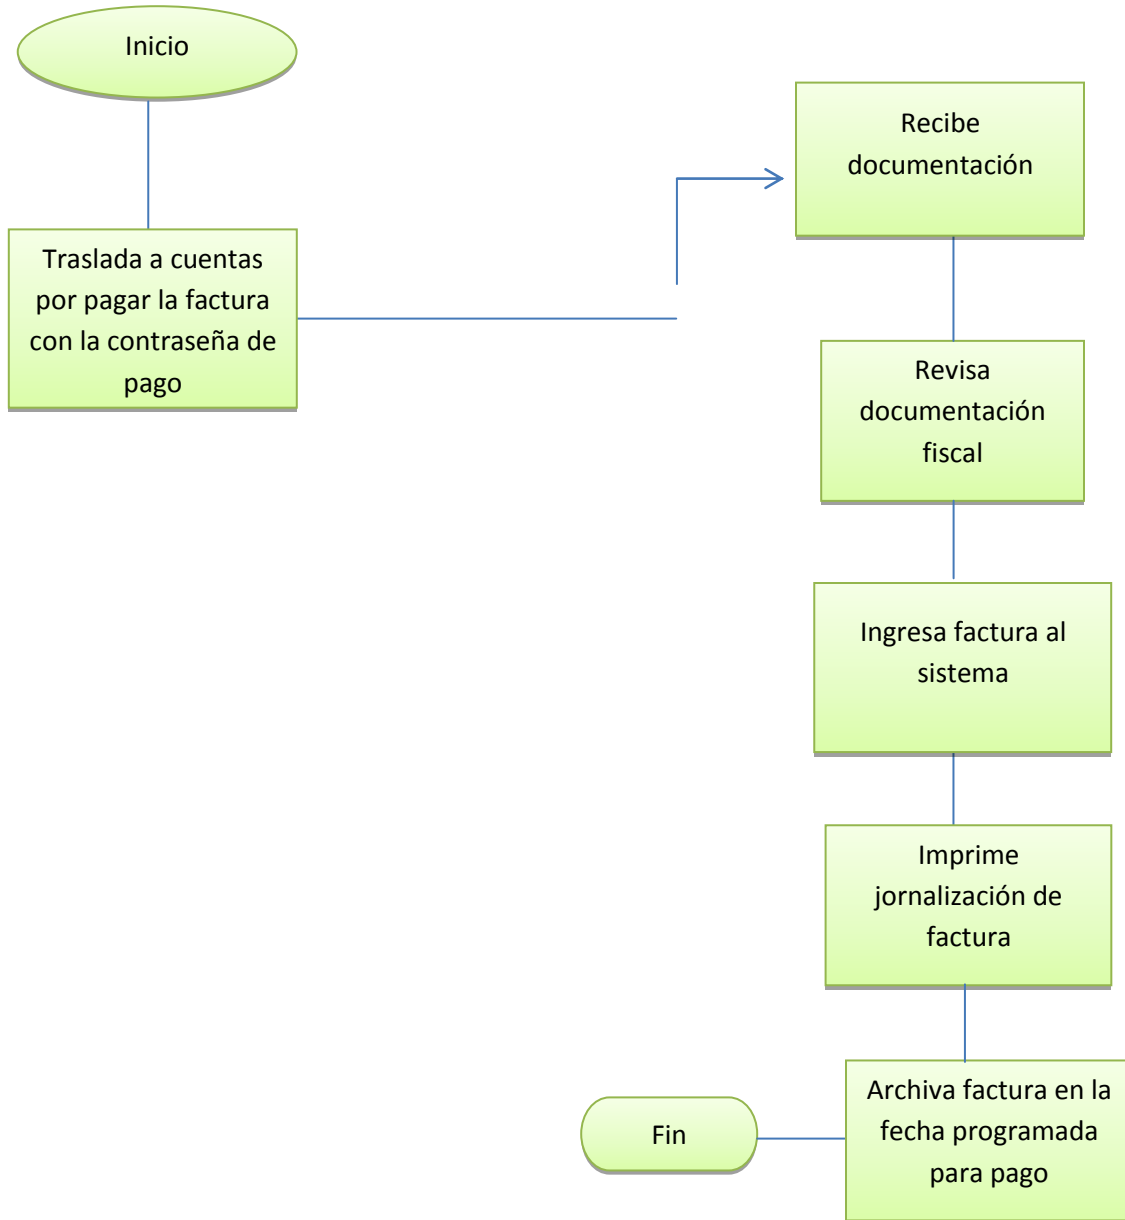 Inicio
Traslada a cuentas
por pagar la factura
con la contraseña de
pago
Recibe
documentación
Revisa
documentación
fiscal
Ingresa factura al
sistema
Imprime
jornalización de
factura
Archiva factura en la
fecha programada
para pago
Fin